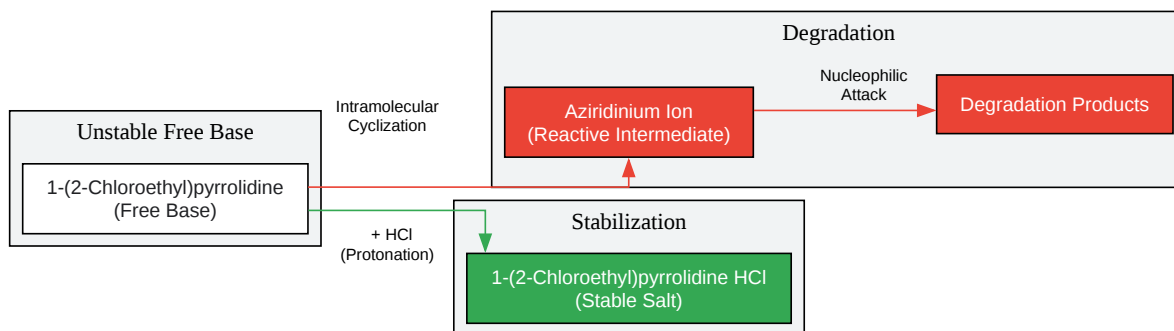 Degradation
Nucleophilic
Attack
Intramolecular
Cyclization
Aziridinium Ion
(Reactive Intermediate)
Degradation Products
Unstable Free Base
1-(2-Chloroethyl)pyrrolidine
(Free Base)
+ HCl
(Protonation)
Stabilization
1-(2-Chloroethyl)pyrrolidine HCl
(Stable Salt)